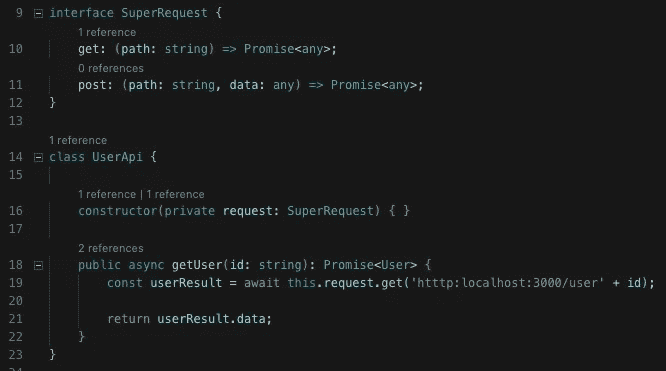 9 interface SuperRequest {
1 reference
10 get: (path: string) => Promise<any>;
0 references
11 post: (path: string, data: any) => Promise<any>;
12 }
13
1 reference
14 class UserApi {
15
1 reference | 1 reference
16 constructor(private request: SuperRequest) { }
17
2 references
18 public async getUser(id: string): Promise<User> {
19 const userResult = await this.request.get('htttp:localhost:3000/user' + id);
20
21 return userResult.data;
22 }
23 }